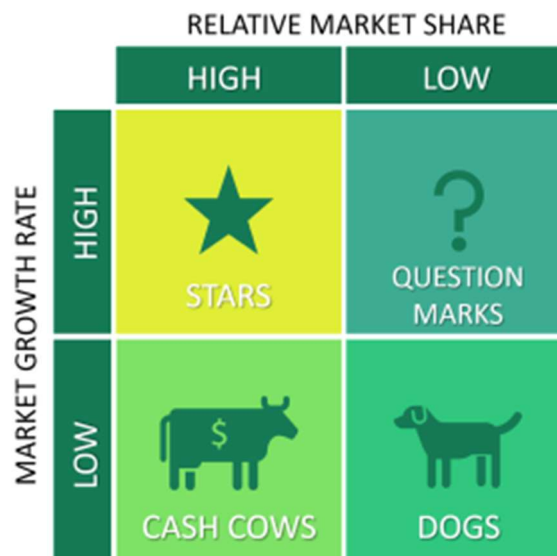 RELATIVE MARKET SHARE
HIGH
LOW
MARKET GROWTH RATE
HIGH
?
STARS
QUESTION
MARKS
LOW
$
CASH COWS
DOGS